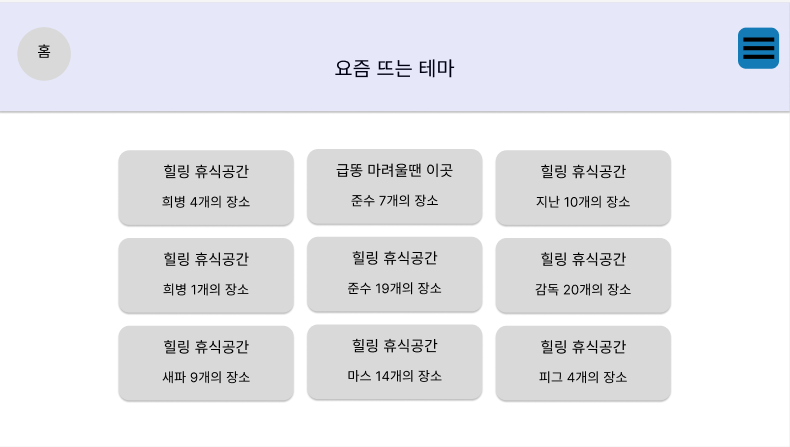 홈
요즘 뜨는 테마
힐링 휴식공간
희병 4개의 장소
급똥 마려울땐 이곳
준수 7개의 장소
힐링 휴식공간
지난 10개의 장소
힐링 휴식공간
희병 1개의 장소
힐링 휴식공간
준수 19개의 장소
힐링 휴식공간
감독 20개의 장소
힐링 휴식공간
새파 9개의 장소
힐링 휴식공간
마스 14개의 장소
힐링 휴식공간
피그 4개의 장소